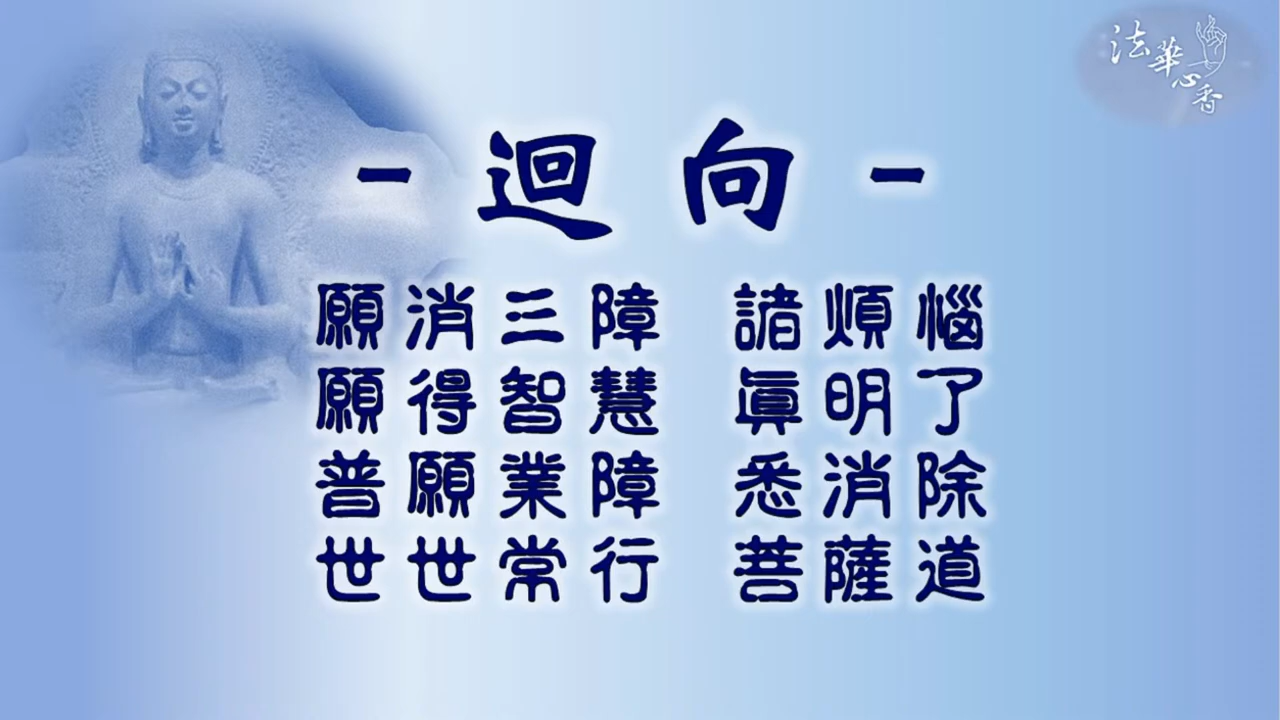 法華心香
- 迴向 -
願消三障 諸煩惱
願得智慧 眞明了
普願業障 悉消除
世世常行 菩薩道